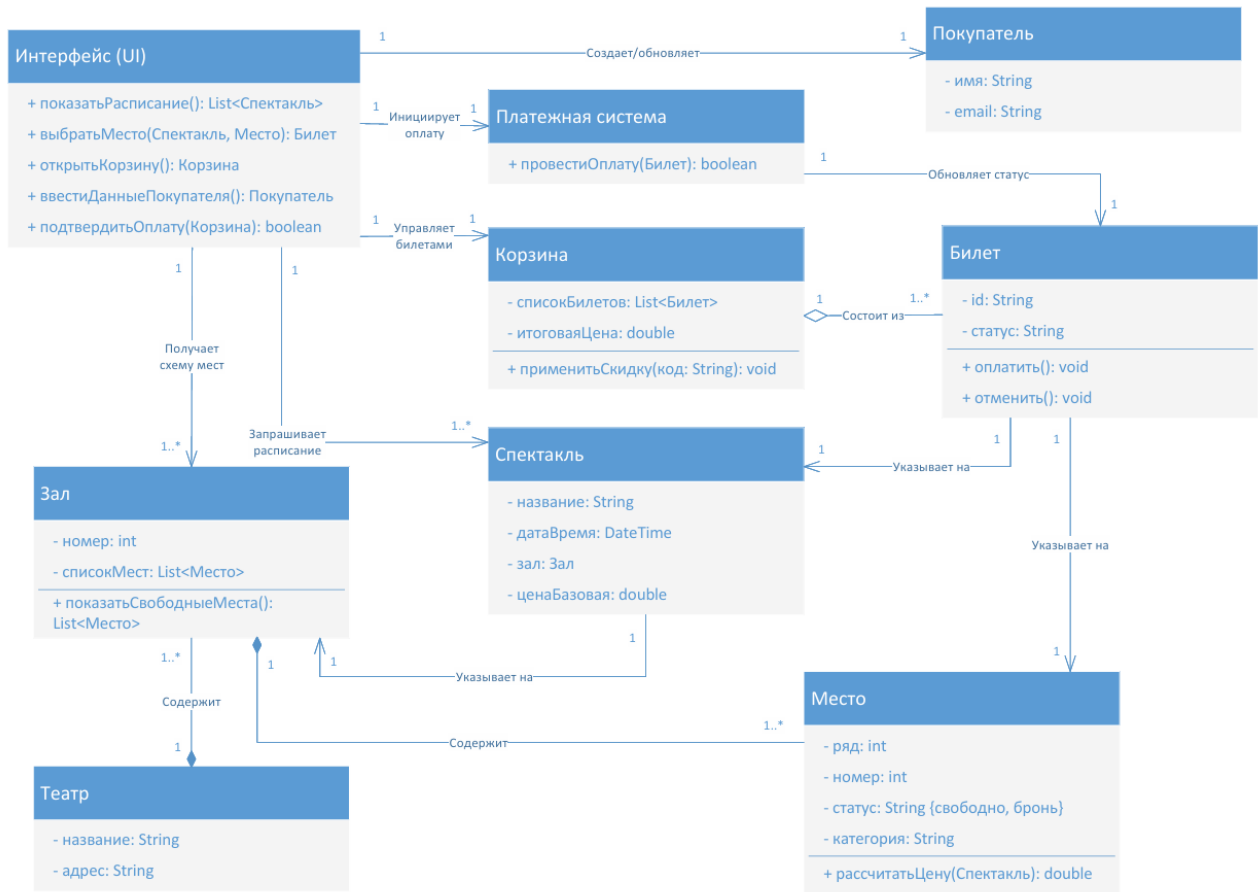 Интерфейс (UI)
+ показатьРасписание(): List<Спектакль>
+ выбратьМесто(Спектакль, Место): Билет
+ открытьКорзину(): Корзина
+ ввестиДанныеПокупателя(): Покупатель
+ подтвердитьОплату(Корзина): boolean
1
Создает/обновляет
1
Покупатель
- имя: String
- email: String
1
Инициирует
оплату
1
Платежная система
+ провестиОплату(Билет): boolean
1
Обновляет статус
1
1
Управляет
билетами
1
Корзина
- списокБилетов: List<Билет>
- итоговаяЦена: double
+ применитьСкидку(код: String): void
1
Состоит из
1..*
Билет
- id: String
- статус: String
+ оплатить(): void
+ отменить(): void
1
Получает
схему мест
1..*
1
Запрашивает
расписание
1..*
Спектакль
- название: String
- датаВремя: DateTime
- зал: Зал
- ценаБазовая: double
1
Указывает на
1
1
Указывает на
1
Зал
- номер: int
- списокМест: List<Место>
+ показатьСвободныеМеста():
List<Место>
1
Указывает на
1
1..*
Содержит
1
1
Содержит
1..*
Театр
- название: String
- адрес: String
Место
- ряд: int
- номер: int
- статус: String {свободно, бронь}
- категория: String
+ рассчитатьЦену(Спектакль): double